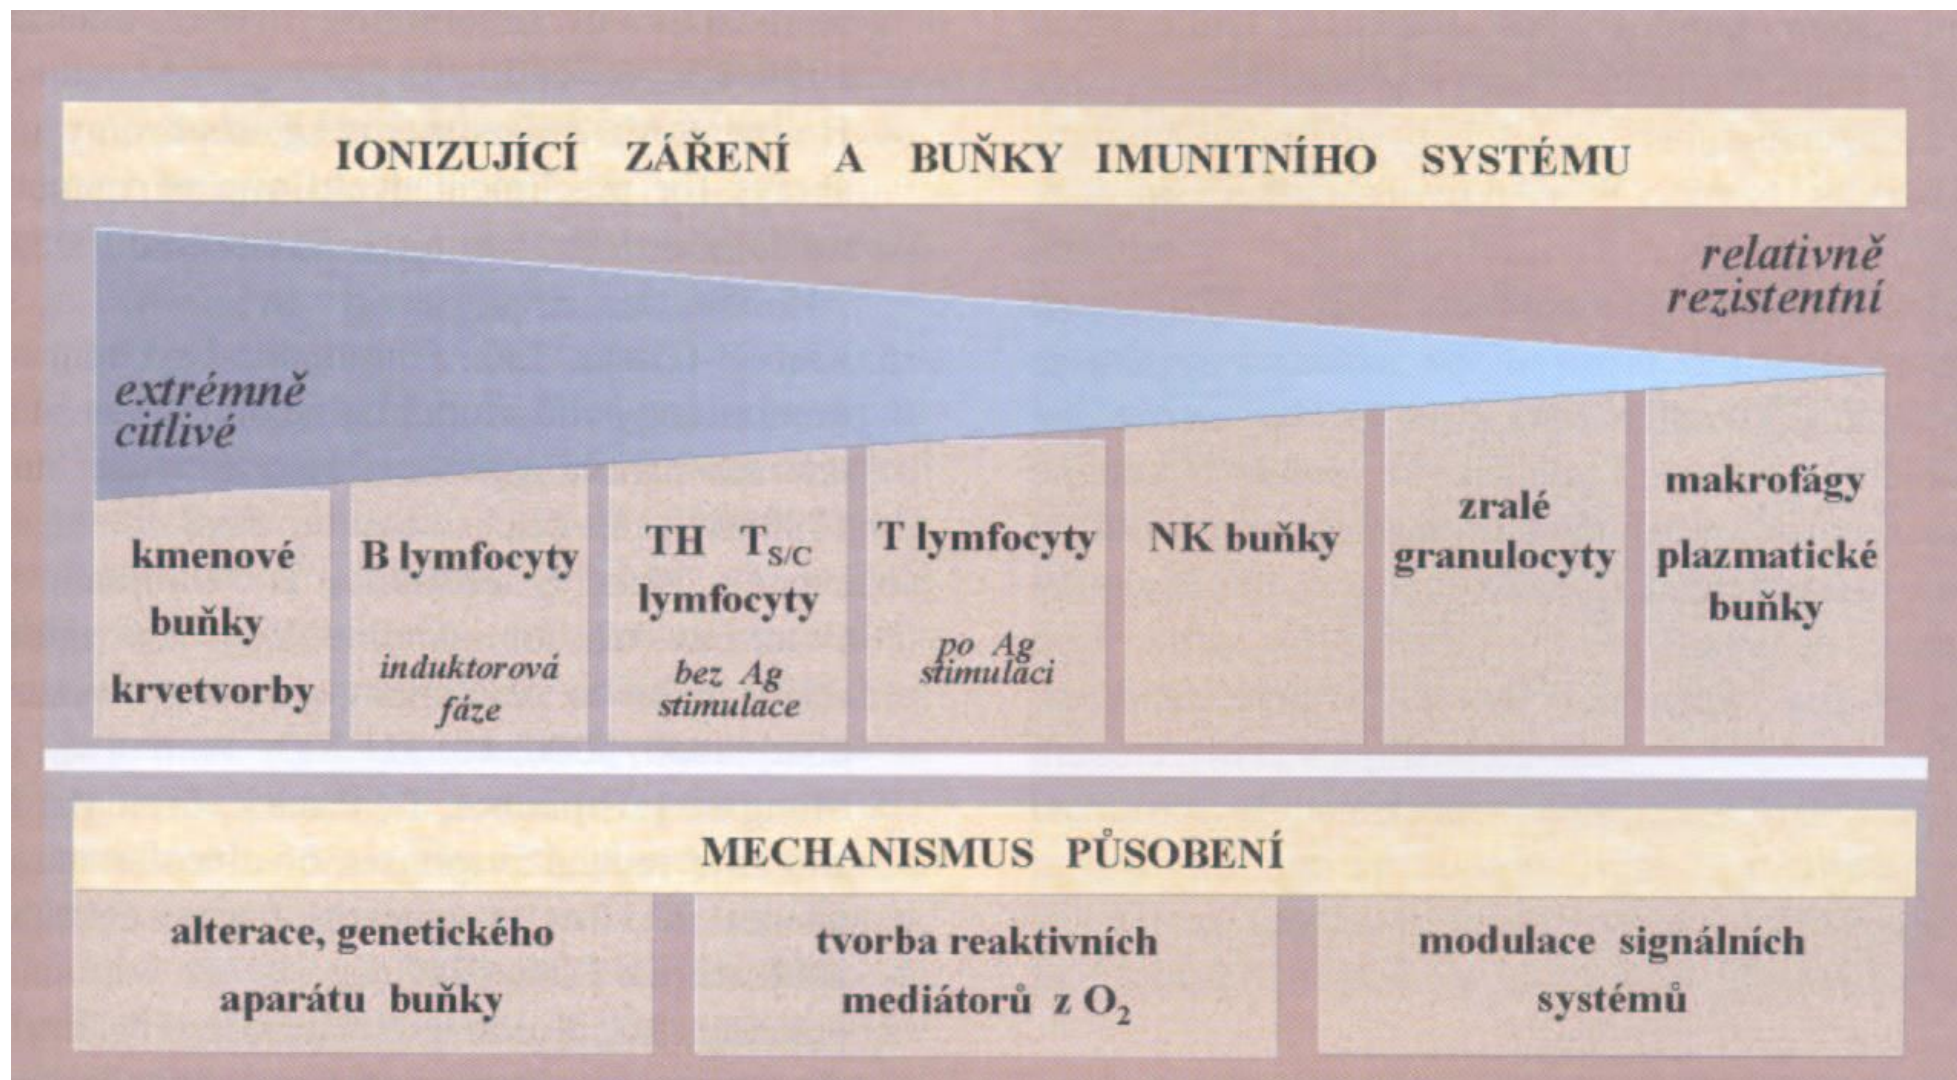 IONIZUJÍCÍ ZÁŘENÍ A BUŇKY IMUNITNÍHO SYSTÉMU
relativně
rezistentní
extrémně
citlivé
kmenové
buňky
krvetvorby
B lymfocyty
induktorová
fáze
TH T_S/C
lymfocyty
bez Ag
stimulace
T lymfocyty
po Ag
stimulaci
NK buňky
zralé
granulocyty
makrofágy
plazmatické
buňky
MECHANISMUS PŮSOBENÍ
alterace, genetického
aparátu buňky
tvorba reaktivních
mediátorů z O₂
modulace signálních
systémů